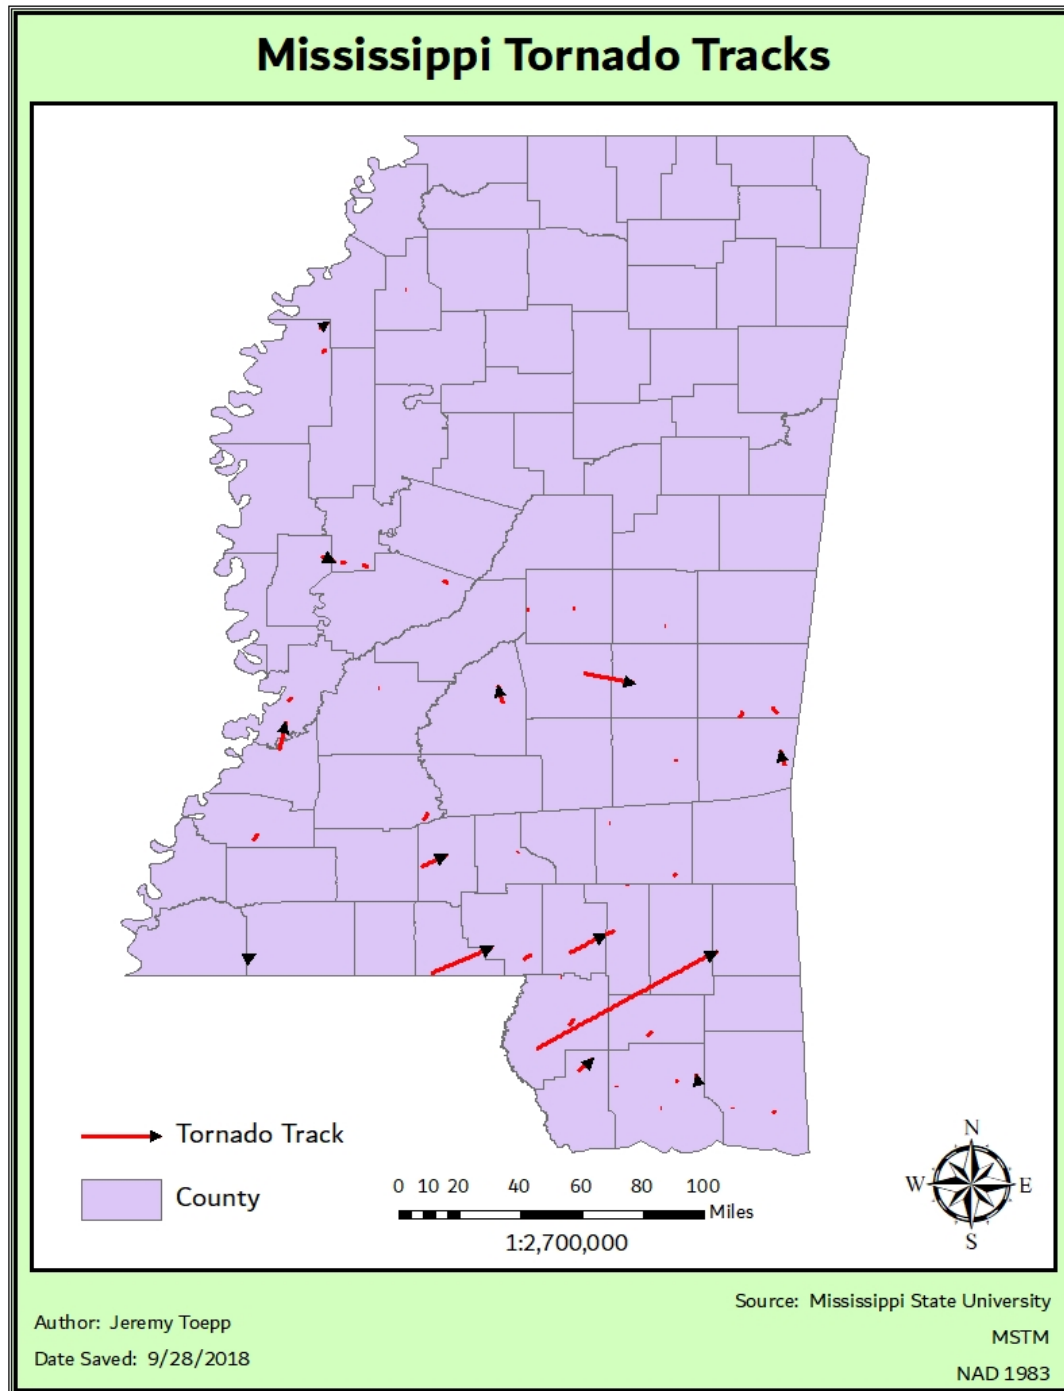 Mississippi Tornado Tracks
Tornado Track
County
0 10 20 40 60 80 100
Miles
1:2,700,000
N
W E
S
Author: Jeremy Toepp
Date Saved: 9/28/2018
Source: Mississippi State University
MSTM
NAD 1983